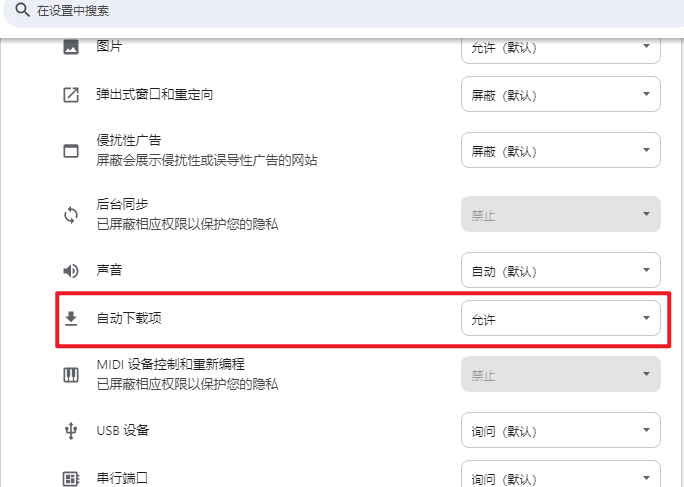 在设置中搜索
图片
允许（默认）
弹出式窗口和重定向
屏蔽（默认）
侵扰性广告
屏蔽会展示侵扰性或误导性广告的网站
屏蔽（默认）
后台同步
已屏蔽相应权限以保护您的隐私
禁止
声音
自动（默认）
自动下载项
允许
MIDI 设备控制和重新编程
已屏蔽相应权限以保护您的隐私
禁止
USB 设备
询问（默认）
串行端口
询问（默认）